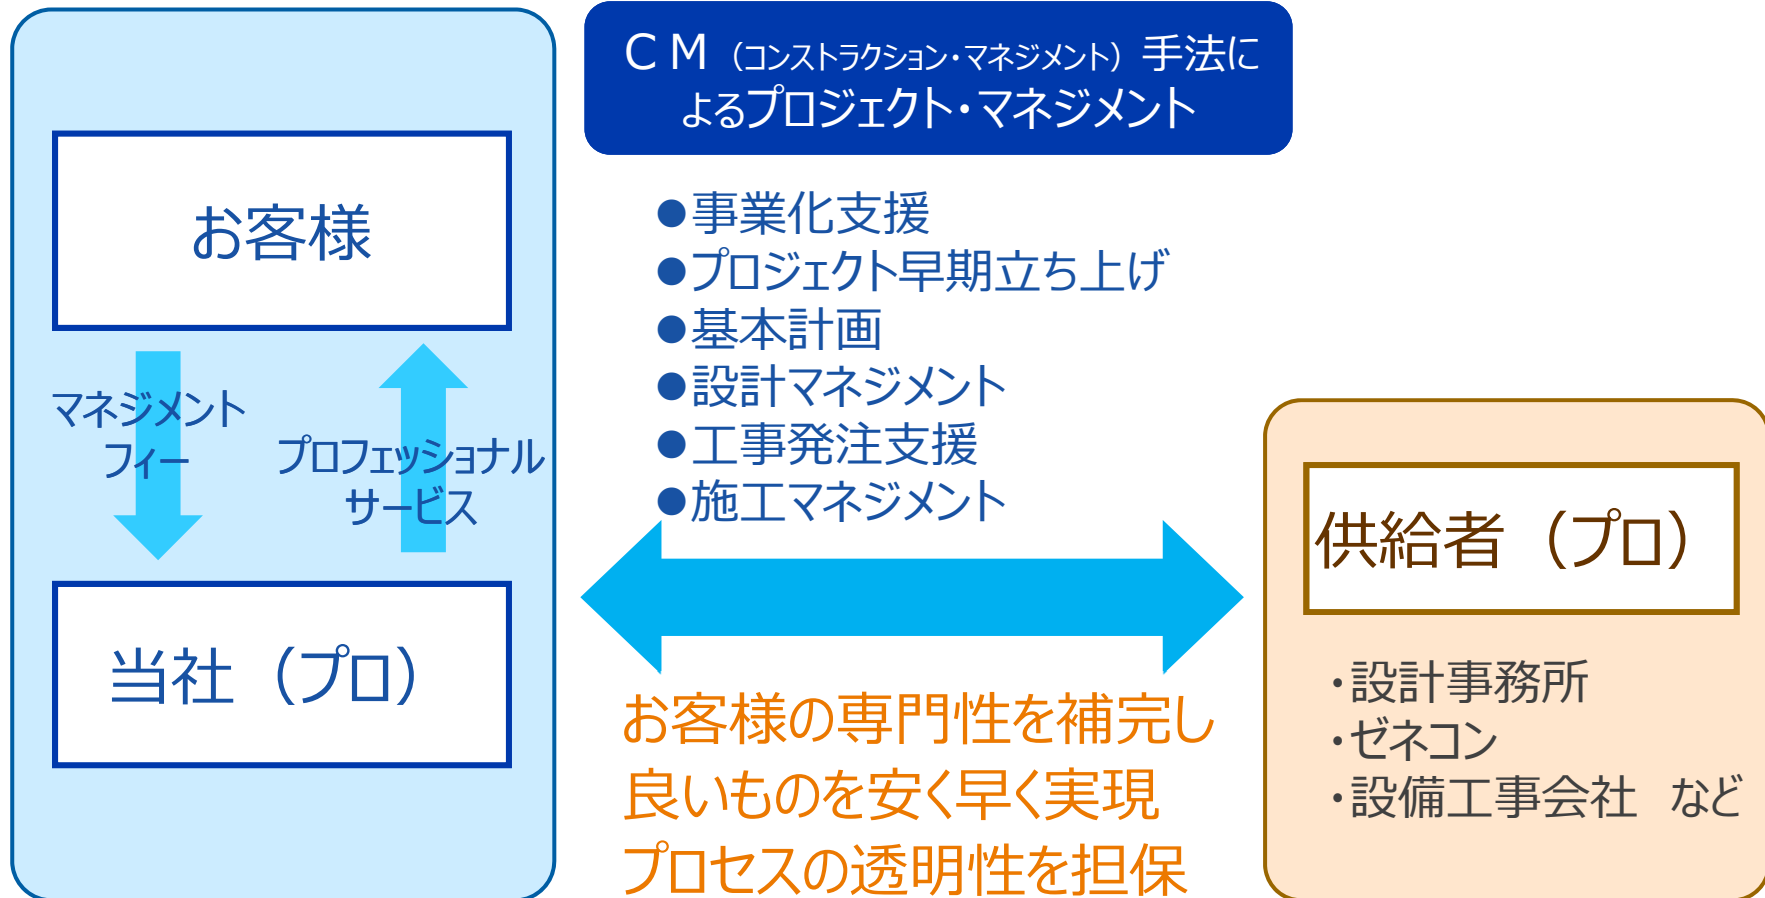 CM（コンストラクション・マネジメント）手法に
よるプロジェクト・マネジメント
お客様
マネジメント
フィー
プロフェッショナル
サービス
当社（プロ）
●事業化支援
●プロジェクト早期立ち上げ
●基本計画
●設計マネジメント
●工事発注支援
●施工マネジメント
お客様の専門性を補完し
良いものを安く早く実現
プロセスの透明性を担保
供給者（プロ）
・設計事務所
・ゼネコン
・設備工事会社　など